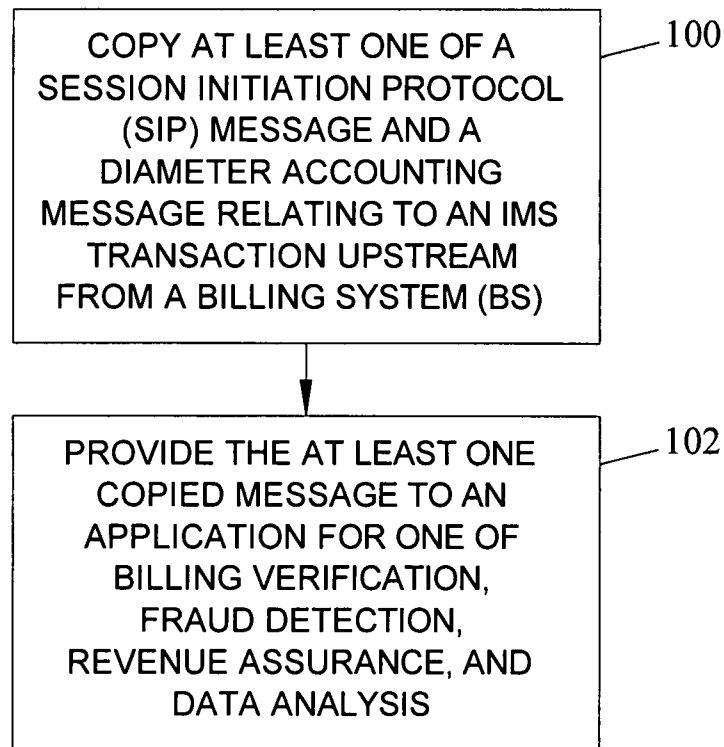 COPY AT LEAST ONE OF A
SESSION INITIATION PROTOCOL
(SIP) MESSAGE AND A
DIAMETER ACCOUNTING
MESSAGE RELATING TO AN IMS
TRANSACTION UPSTREAM
FROM A BILLING SYSTEM (BS)
100
PROVIDE THE AT LEAST ONE
COPIED MESSAGE TO AN
APPLICATION FOR ONE OF
BILLING VERIFICATION,
FRAUD DETECTION,
REVENUE ASSURANCE, AND
DATA ANALYSIS
102